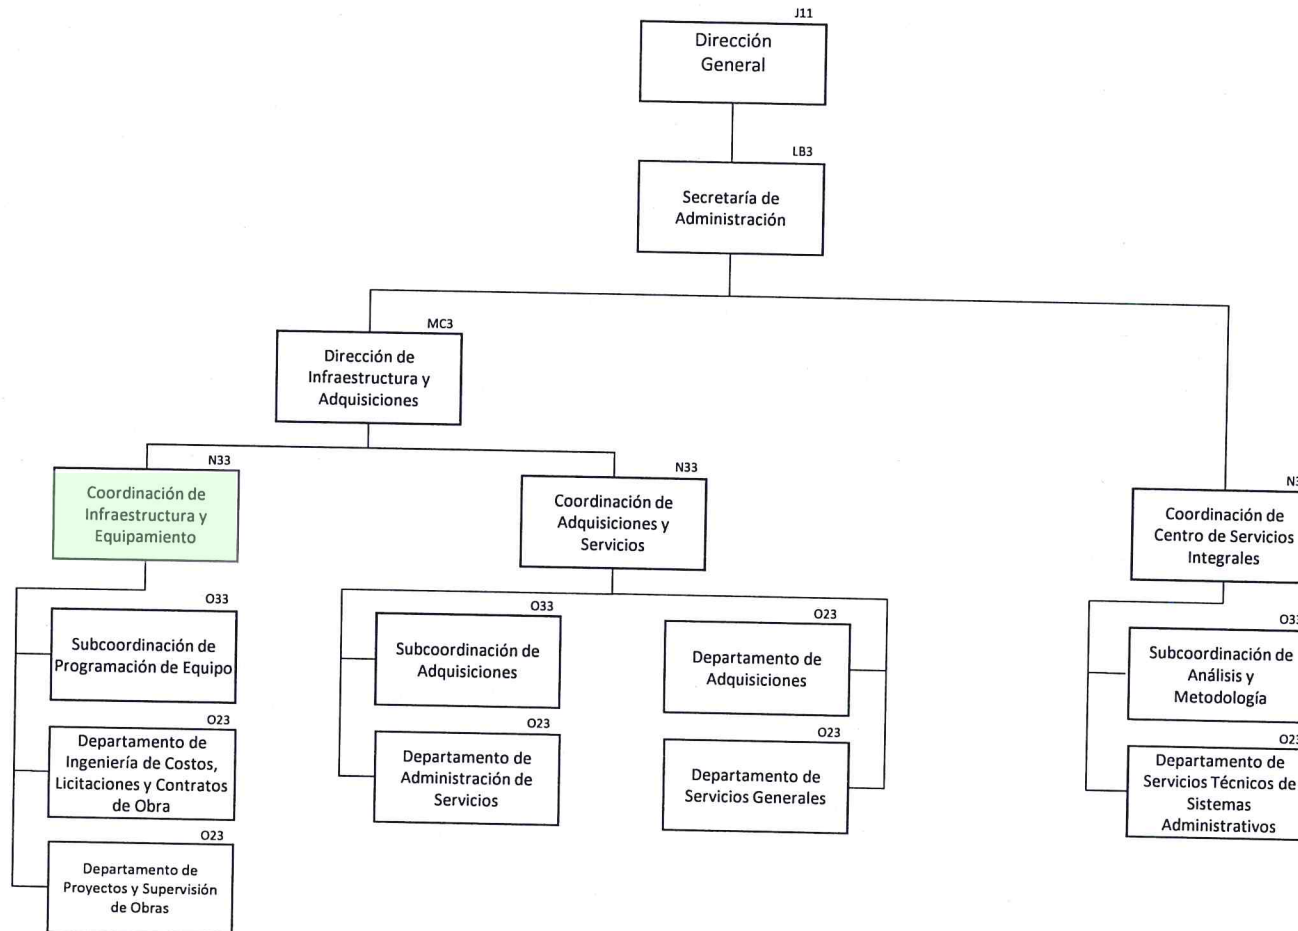 J11
Dirección
General
LB3
Secretaría de
Administración
MC3
Dirección de
Infraestructura y
Adquisiciones
N33
Coordinación de
Infraestructura y
Equipamiento
N33
Coordinación de
Adquisiciones y
Servicios
Coordinación de
Centro de Servicios
Integrales
O33
Subcoordinación de
Programación de Equipo
O23
Departamento de
Ingeniería de Costos,
Licitaciones y Contratos
de Obra
O23
Departamento de
Proyectos y Supervisión
de Obras
O33
Subcoordinación de
Adquisiciones
O23
Departamento de
Administración de
Servicios
O23
Departamento de
Adquisiciones
O23
Departamento de
Servicios Generales
O33
Subcoordinación de
Análisis y
Metodología
O23
Departamento de
Servicios Técnicos de
Sistemas
Administrativos